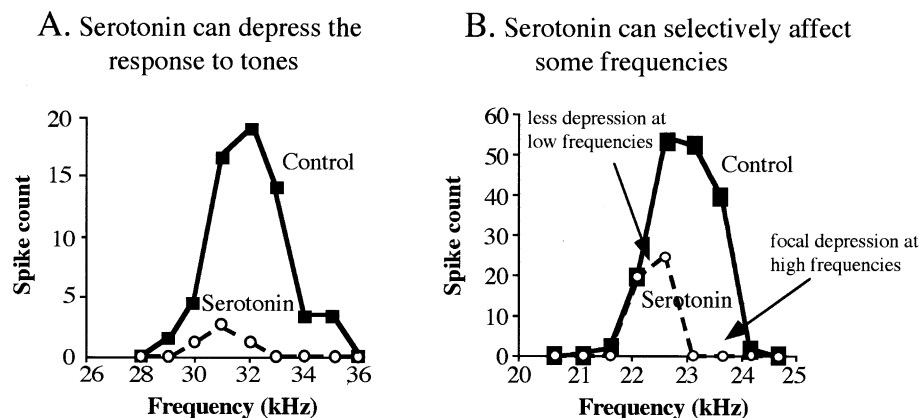 A. Serotonin can depress the
response to tones
20
15
10
5
0
26 28 30 32 34 36
Spike count
Control
Serotonin
Frequency (kHz)
B. Serotonin can selectively affect
some frequencies
60
50
40
30
20
10
0
20 21 22 23 24 25
Spike count
less depression at
low frequencies
Control
focal depression at
high frequencies
Serotonin
Frequency (kHz)